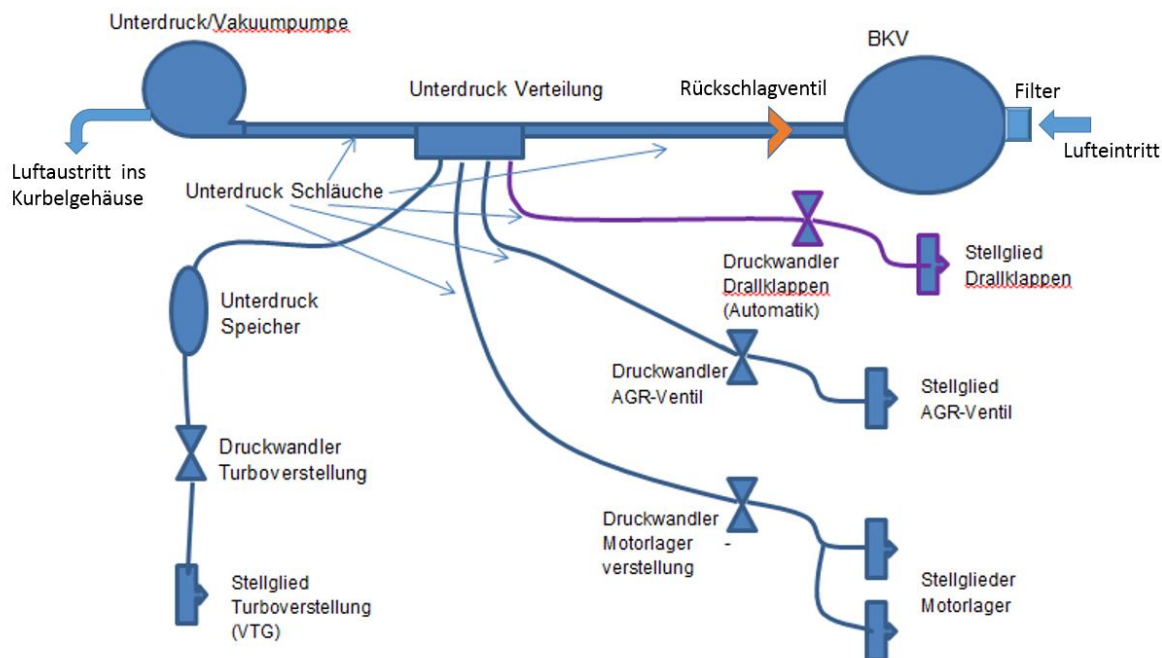 Unterdruck/Vakuumpumpe
BKV
Unterdruck Verteilung
Rückschlagventil
Filter
Luftaustritt ins
Kurbelgehäuse
Lufteintritt
Unterdruck Schläuche
Druckwandler
Drallklappen
(Automatik)
Stellglied
Drallklappen
Unterdruck
Speicher
Druckwandler
AGR-Ventil
Stellglied
AGR-Ventil
Druckwandler
Turboverstellung
Druckwandler
Motorlager -
verstellung
Stellglied
Turboverstellung
(VTG)
Stellglieder
Motorlager